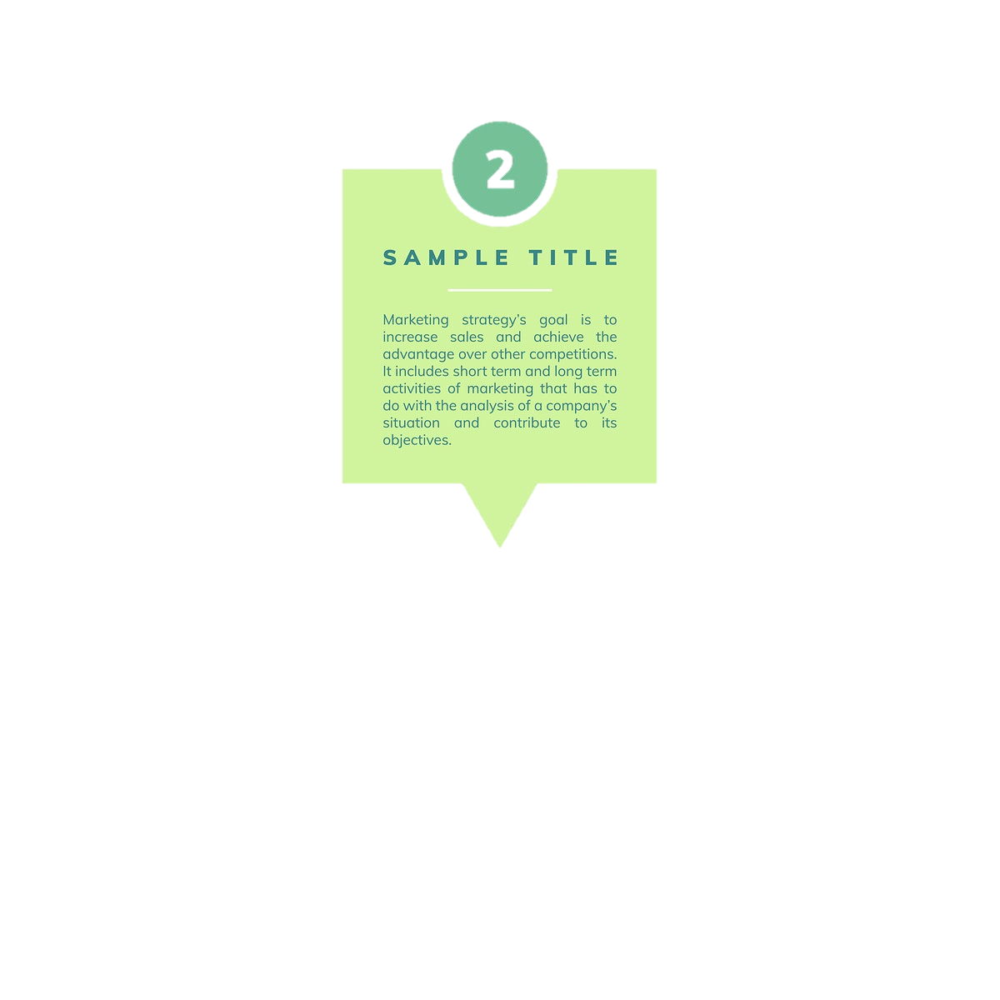 2
SAMPLE TITLE
Marketing strategy’s goal is to
increase sales and achieve the
advantage over other competitions.
It includes short term and long term
activities of marketing that has to
do with the analysis of a company’s
situation and contribute to its
objectives.